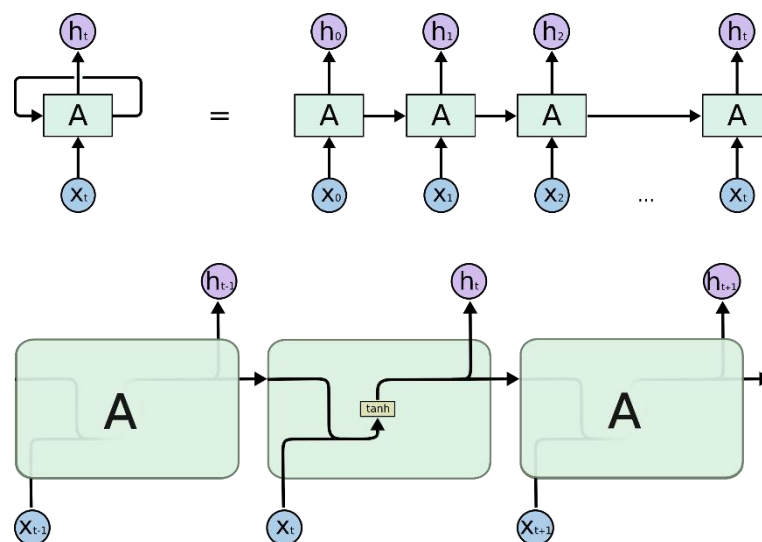 hₜ h₀ h₁ h₂ hₜ
A = A A A A
xₜ x₀ x₁ x₂ ... xₜ
hₜ₋₁ hₜ hₜ₊₁
A tanh A
xₜ₋₁ xₜ xₜ₊₁